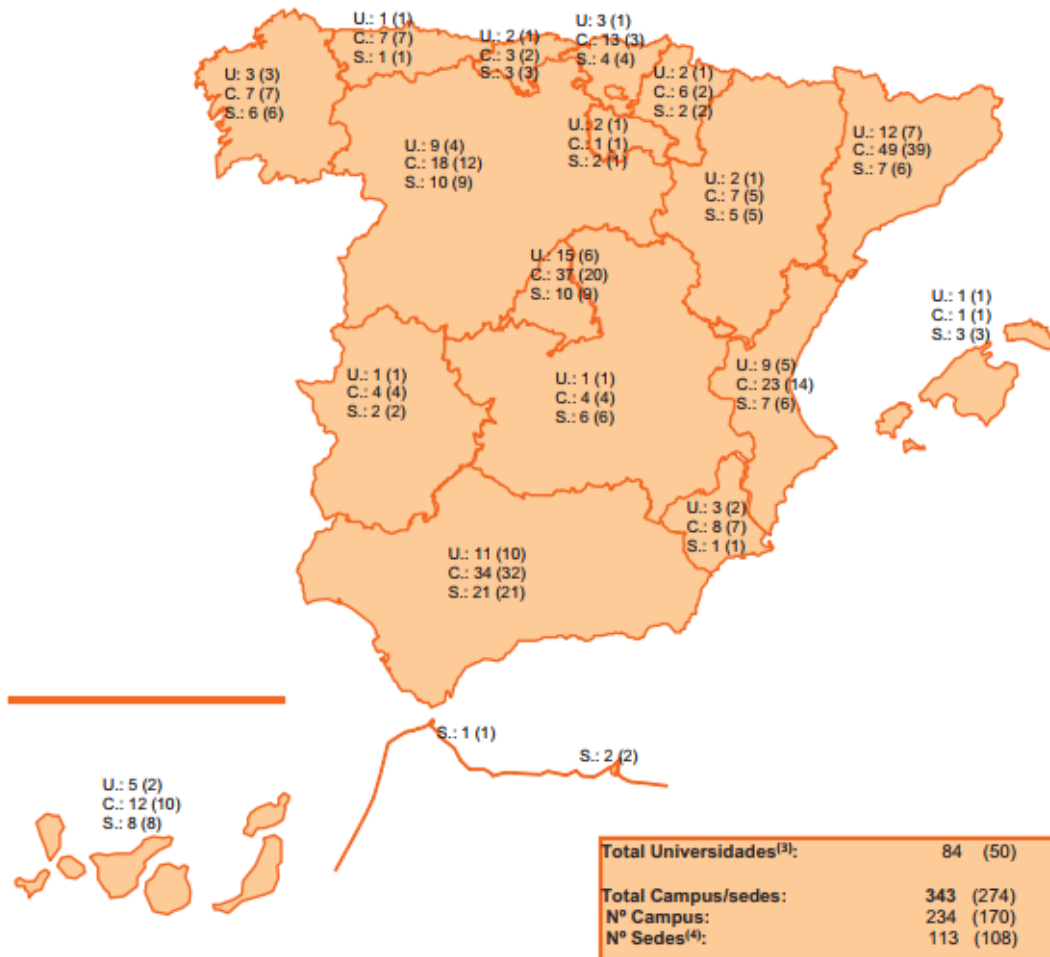 U.: 1 (1)
C.: 7 (7)
S.: 1 (1)
U.: 2 (1)
C.: 3 (2)
S.: 3 (3)
U: 3 (1)
C.: 13 (3)
S.: 4 (4)
U: 3 (3)
C. 7 (7)
S.: 6 (6)
U.: 2 (1)
C.: 6 (2)
S.: 2 (2)
U.: 2 (1)
C.: 1 (1)
S.: 2 (1)
U.: 12 (7)
C.: 49 (39)
S.: 7 (6)
U.: 9 (4)
C.: 18 (12)
S.: 10 (9)
U.: 2 (1)
C.: 7 (5)
S.: 5 (5)
U.: 15 (6)
C.: 37 (20)
S.: 10 (9)
U.: 1 (1)
C.: 1 (1)
S.: 3 (3)
U.: 1 (1)
C.: 4 (4)
S.: 2 (2)
U.: 1 (1)
C.: 4 (4)
S.: 6 (6)
U.: 9 (5)
C.: 23 (14)
S.: 7 (6)
U.: 3 (2)
C.: 8 (7)
S.: 1 (1)
U.: 11 (10)
C.: 34 (32)
S.: 21 (21)
S.: 1 (1)
S.: 2 (2)
U.: 5 (2)
C.: 12 (10)
S.: 8 (8)
Total Universidades(3): 84 (50)
Total Campus/sedes: 343 (274)
Nº Campus: 234 (170)
Nº Sedes(4): 113 (108)